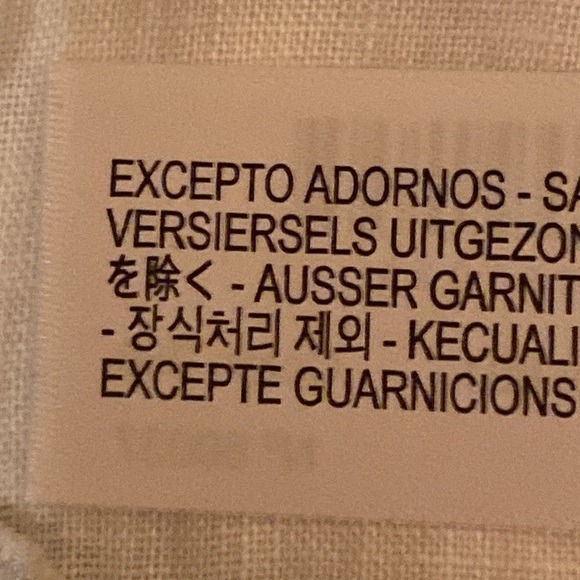 EXCEPTO ADORNOS - SA
VERSIERSELS UITGEZON
を除く - AUSSER GARNIT
- 장식처리 제외 - KECUALI
EXCEPTE GUARNICIONS